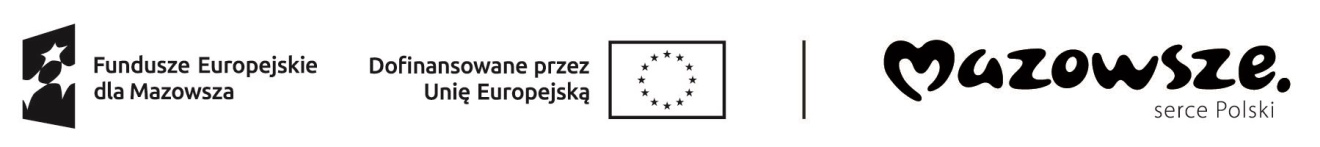 Fundusze Europejskie
dla Mazowsza
Dofinansowane przez
Unię Europejską
Mazowsze.
serce Polski